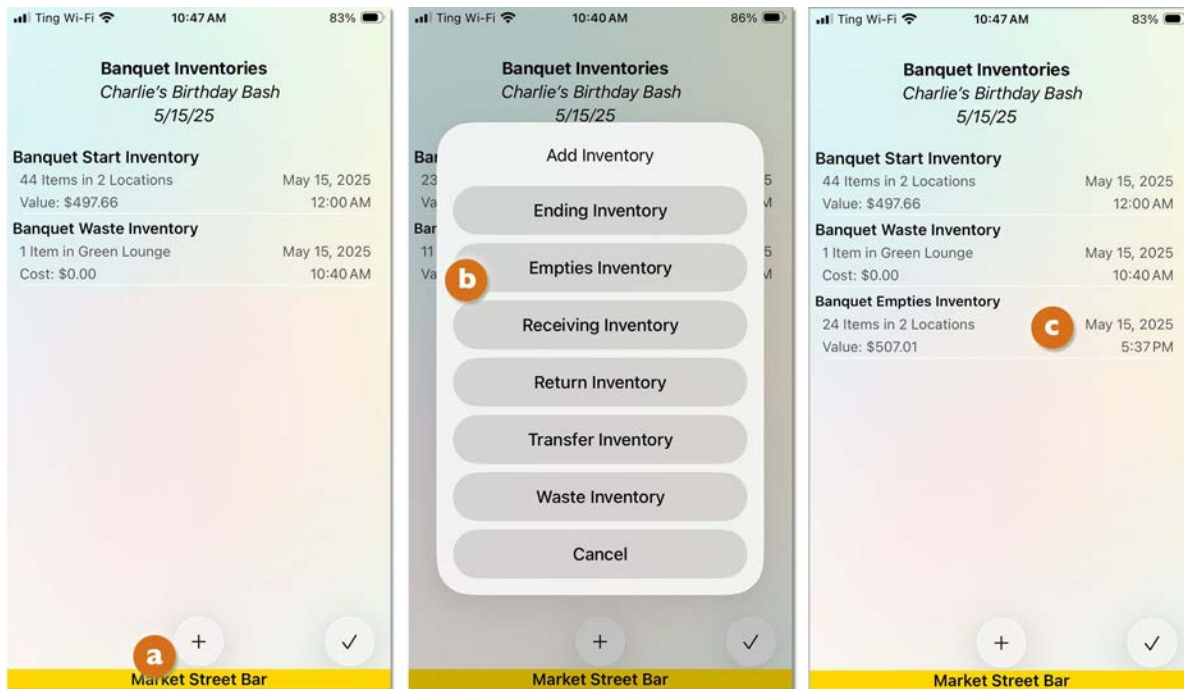 Ting Wi-Fi 10:47 AM 83%
Banquet Inventories
Charlie's Birthday Bash
5/15/25
Banquet Start Inventory
44 Items in 2 Locations May 15, 2025
Value: $497.66 12:00 AM
Banquet Waste Inventory
1 Item in Green Lounge May 15, 2025
Cost: $0.00 10:40 AM
+ ✓
a
Market Street Bar
Ting Wi-Fi 10:40 AM 86%
Banquet Inventories
Charlie's Birthday Bash
5/15/25
Add Inventory
Ba
23 5
Va M
Ba
11 5
Va M
Ending Inventory
Empties Inventory
b
Receiving Inventory
Return Inventory
Transfer Inventory
Waste Inventory
Cancel
+ ✓
Market Street Bar
Ting Wi-Fi 10:47 AM 83%
Banquet Inventories
Charlie's Birthday Bash
5/15/25
Banquet Start Inventory
44 Items in 2 Locations May 15, 2025
Value: $497.66 12:00 AM
Banquet Waste Inventory
1 Item in Green Lounge May 15, 2025
Cost: $0.00 10:40 AM
Banquet Empties Inventory
24 Items in 2 Locations c May 15, 2025
Value: $507.01 5:37 PM
+ ✓
Market Street Bar